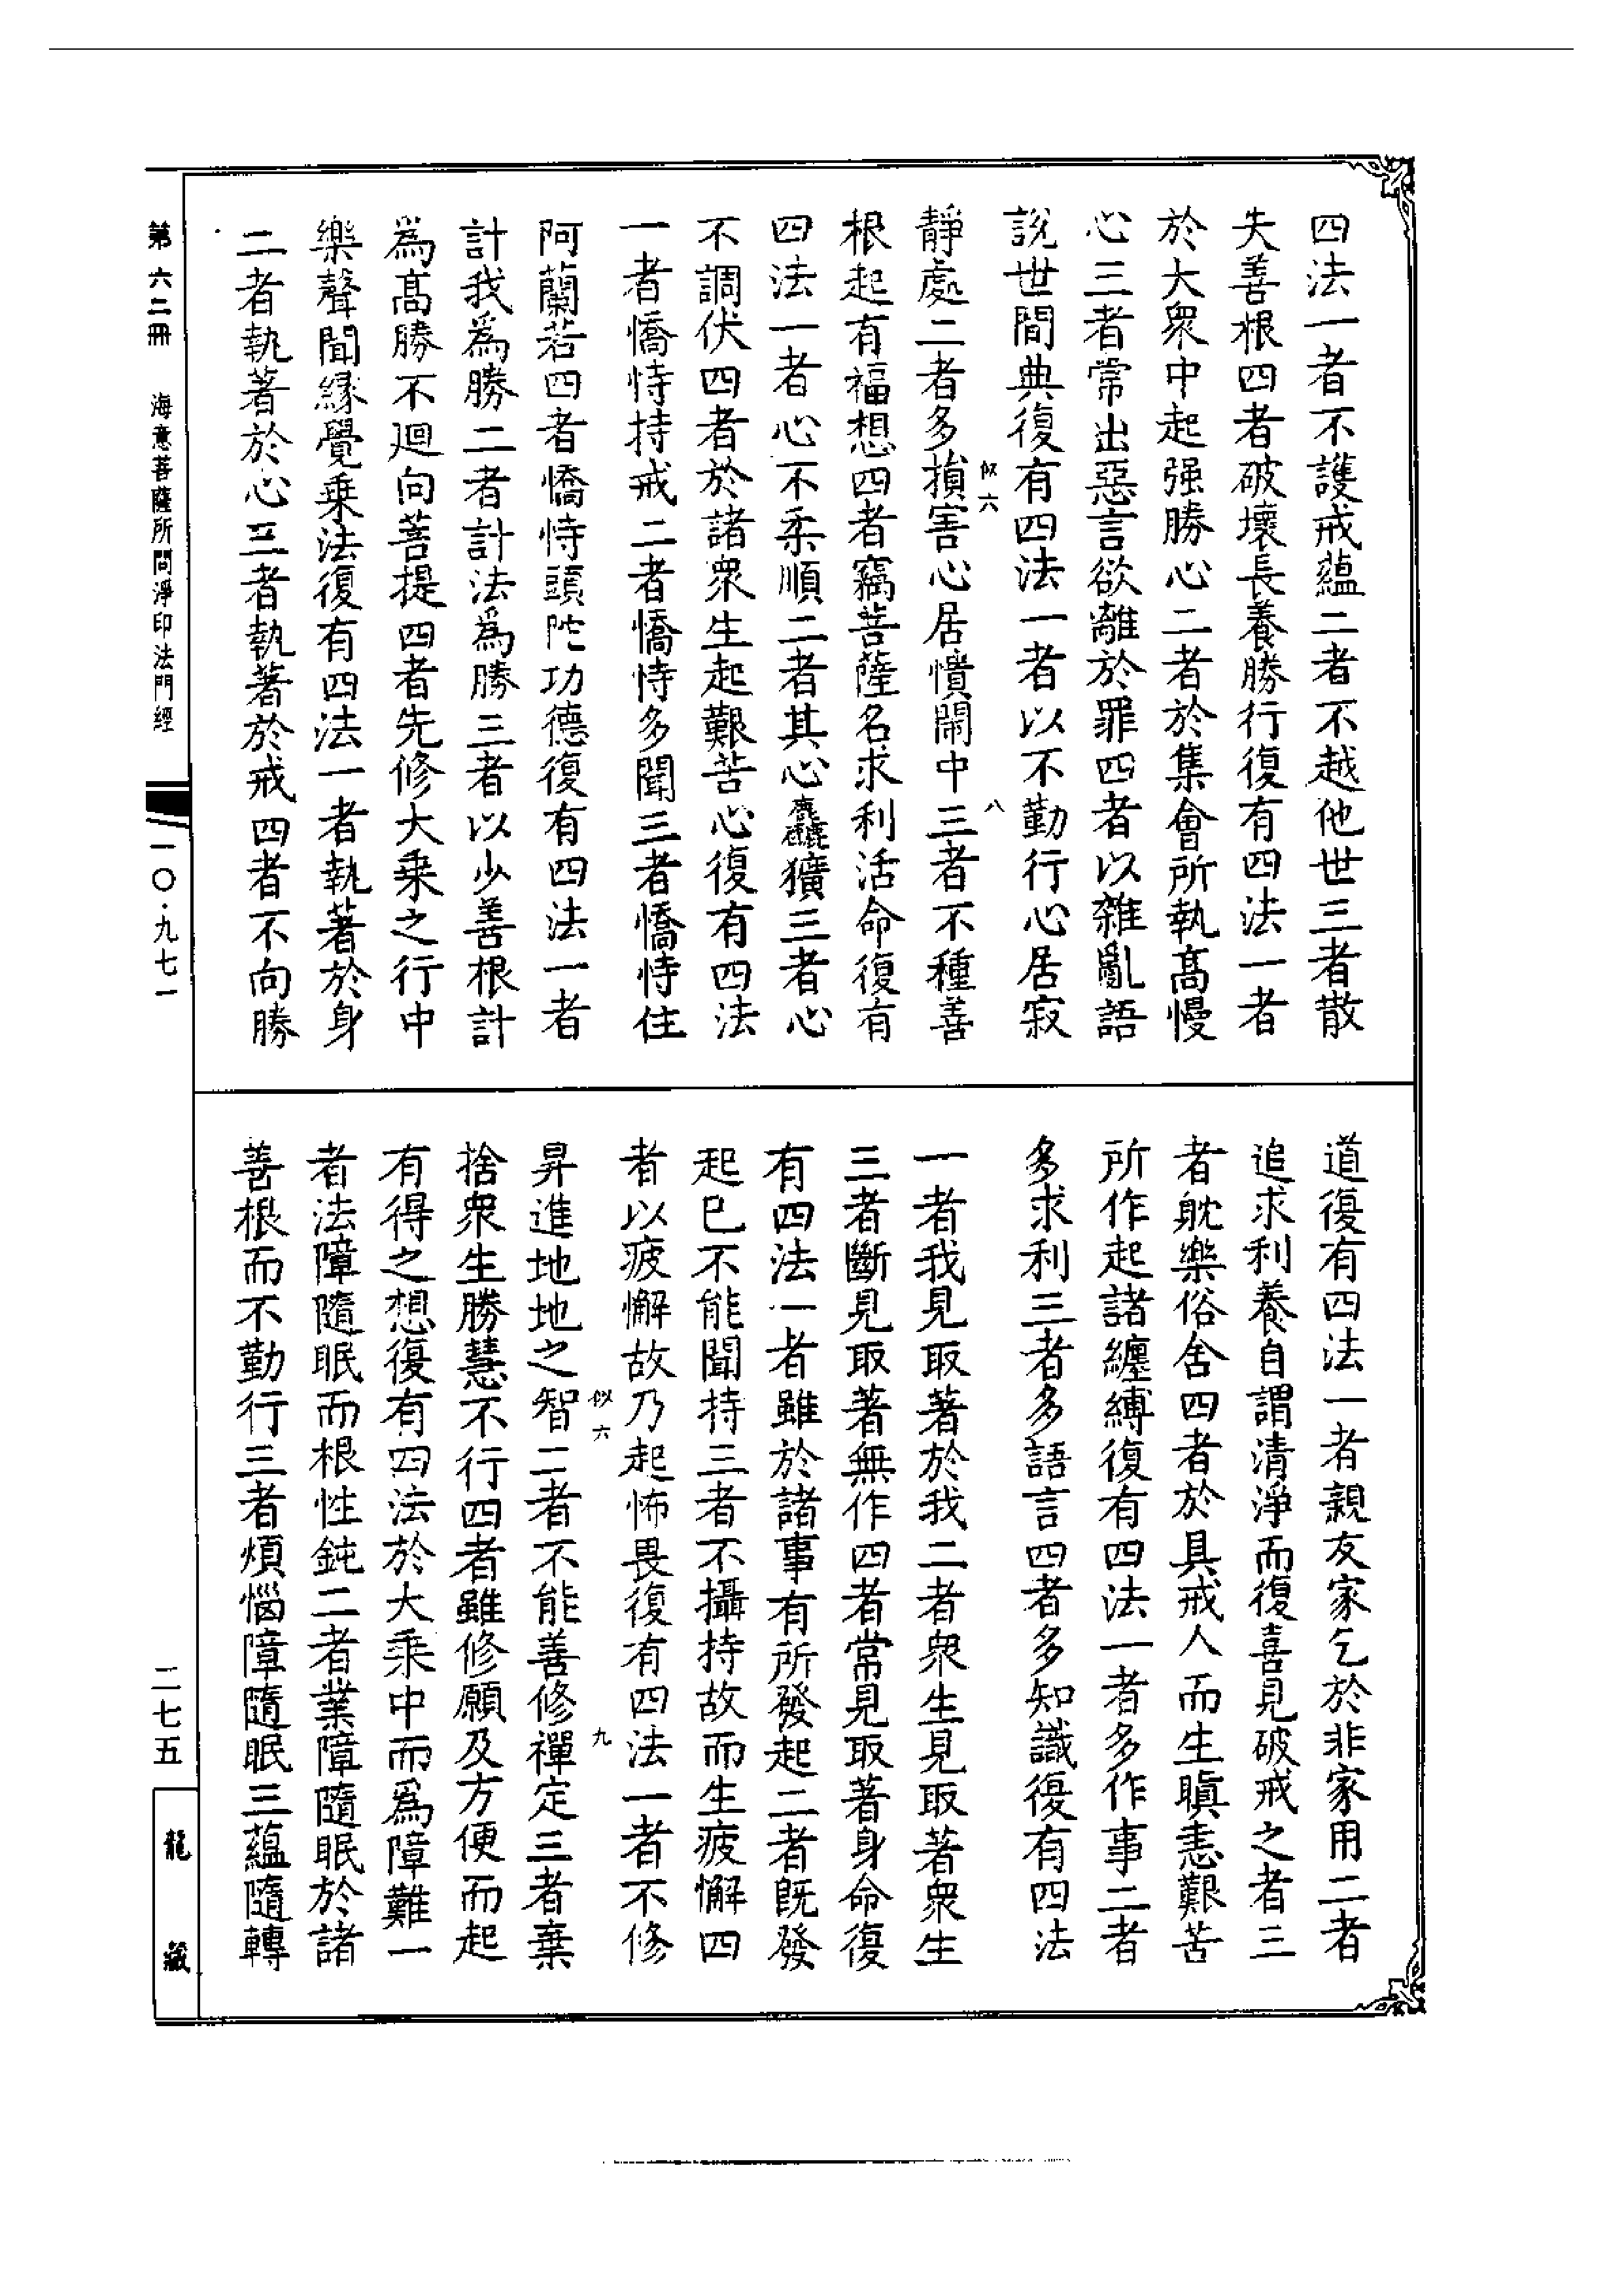 四法一者不護戒蘊二者不越他世三者散
失善根四者破壞長養勝行復有四法一者
於大衆中起强勝心二者於集會所執高慢
心三者常出惡言欲離於罪四者以雜亂語
說世間典復有四法一者以不勤行心居寂
似六 八
靜處二者多損害心居憒閙中三者不種善
根起有福想四者竊菩薩名求利活命復有
四法一者心不柔順二者其心麤獷三者心
不調伏四者於諸衆生起艱苦心復有四法
一者憍恃持戒二者憍恃多聞三者憍恃住
阿蘭若四者憍恃頭陀功德復有四法一者
計我爲勝二者計法爲勝三者以少善根計
爲髙勝不迴向菩提四者先修大乗之行中
樂聲聞縁覺乗法復有四法一者執著於身
二者執著於心三者執著於戒四者不向勝
道復有四法一者親友家乞於非家用二者
追求利養自謂清淨而復喜見破戒之者三
者躭樂俗舍四者於具戒人而生瞋恚艱苦
所作起諸纏縛復有四法一者多作事二者
多求利三者多語言四者多知識復有四法
一者我見取著於我二者衆生見取著衆生
三者斷見取著無作四者常見取著身命復
有四法一者雖於諸事有所發起二者旣發
起已不能聞持三者不攝持故而生疲懈四
者以疲懈故乃起怖畏復有四法一者不修
似六 九
昇進地地之智二者不能善修禪定三者棄
捨衆生勝慧不行四者雖修願及方便而起
有得之想復有四法於大乘中而爲障難一
者法障隨眠而根性鈍二者業障隨眠於諸
善根而不勤行三者煩惱障隨眠三蘊隨轉
第六二冊 海意菩薩所問淨印法門經
一〇·九七一
二七五
龍藏